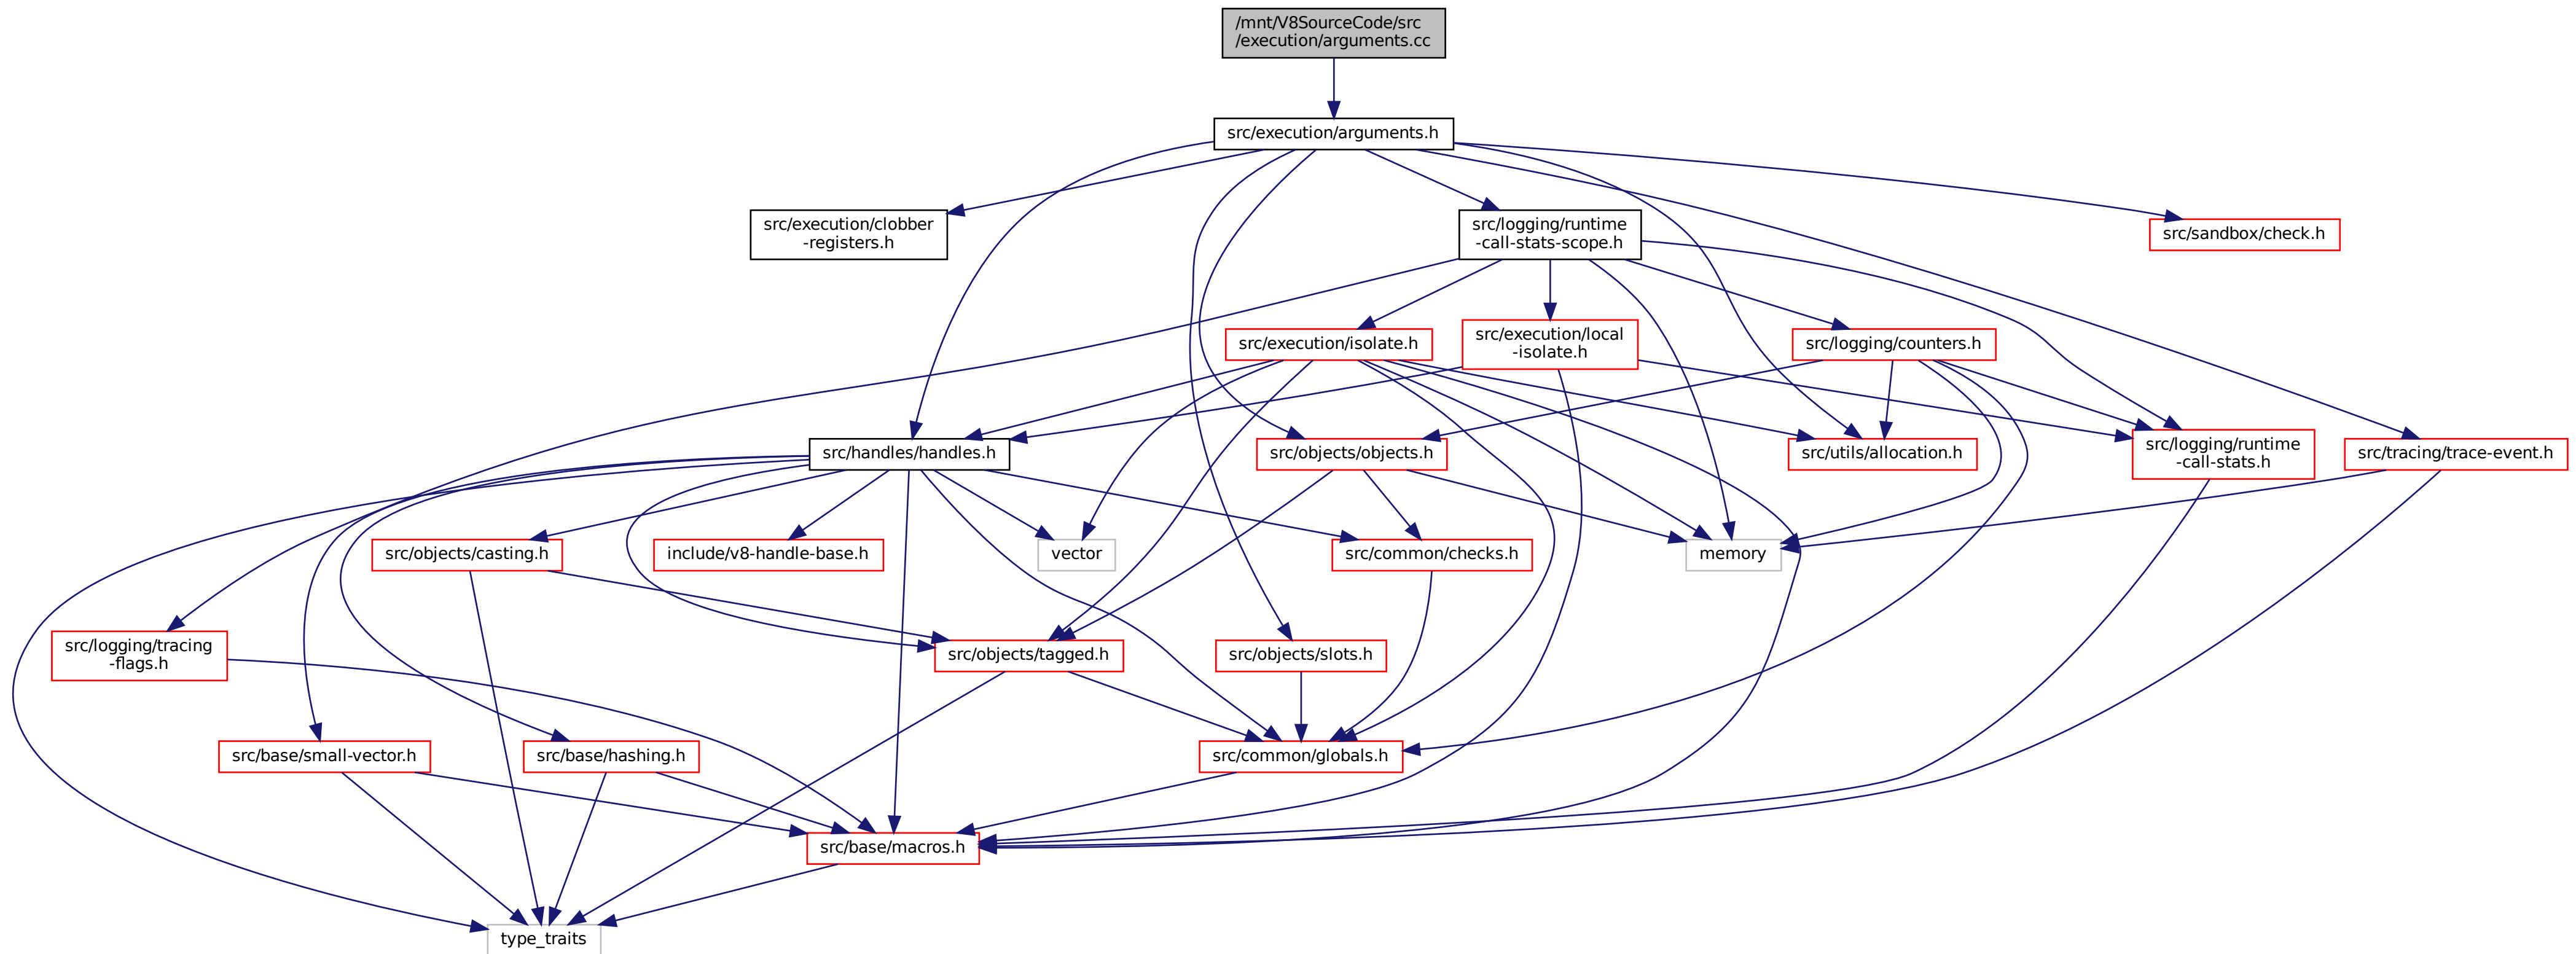 /mnt/V8SourceCode/src
/execution/arguments.cc
src/execution/arguments.h
src/execution/clobber
-registers.h
src/logging/runtime
-call-stats-scope.h
src/sandbox/check.h
src/execution/isolate.h
src/execution/local
-isolate.h
src/logging/counters.h
src/handles/handles.h
src/objects/objects.h
src/utils/allocation.h
src/logging/runtime
-call-stats.h
src/tracing/trace-event.h
src/objects/casting.h
include/v8-handle-base.h
vector
src/common/checks.h
memory
src/logging/tracing
-flags.h
src/objects/tagged.h
src/objects/slots.h
src/base/small-vector.h
src/base/hashing.h
src/common/globals.h
src/base/macros.h
type_traits